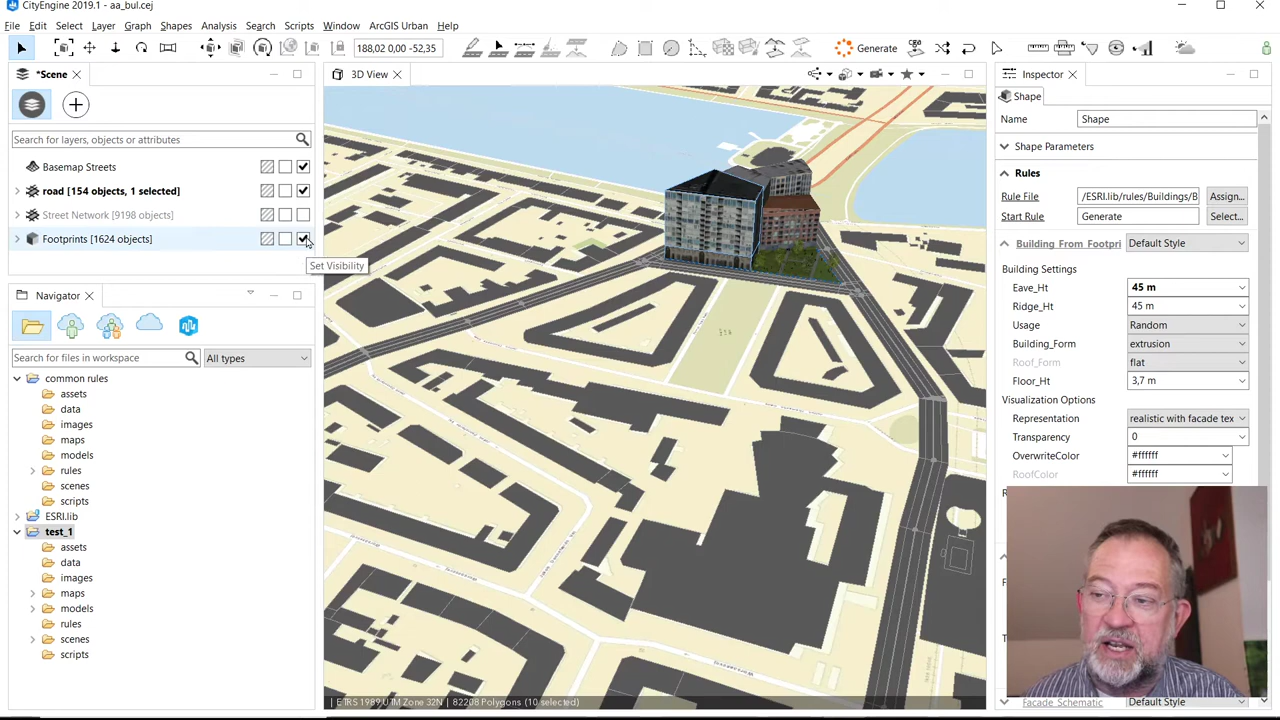 CityEngine 2019.1 - aa_bul.cej
File Edit Select Layer Graph Shapes Analysis Search Scripts Window ArcGIS Urban Help
188,02 0,00 -52,35
Generate
*Scene
3D View
Inspector
Shape
Search for layers, objects or attributes
Name
Shape
Basemap Sheets
Shape Parameters
road [154 objects, 1 selected]
Rules
Rule File
/ESRI.lib/rules/Buildings/B
Assign...
Street Network [9198 objects]
Start Rule
Generate
Select...
Footprints [1624 objects]
Building_From_Footpri
Default Style
Set Visibility
Building Settings
Eave_Ht
45 m
Navigator
Ridge_Ht
45 m
Usage
Random
Building_Form
extrusion
Search for files in workspace
All types
Roof_Form
flat
common rules
Floor_Ht
3,7 m
assets
Visualization Options
data
Representation
realistic with facade tex
images
maps
Transparency
0
models
OverwriteColor
#ffffff
rules
RoofColor
#ffffff
scenes
scripts
ESRI.lib
test_1
assets
data
images
maps
models
rules
scenes
scripts
ETRS 1989 UTM Zone 32N | 82208 Polygons (10 selected)
Facade_Schematic
Default Style